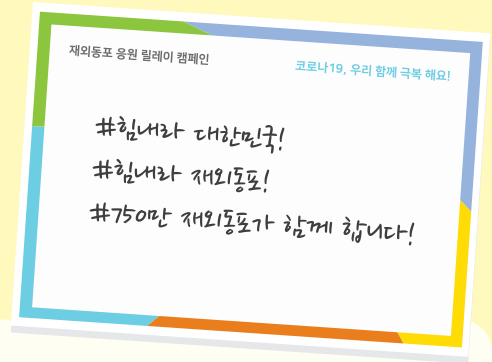 재외동포 응원 릴레이 캠페인
코로나19, 우리 함께 극복 해요!
#힘내라 대한민국!
#힘내라 재외동포!
#750만 재외동포가 함께 합니다!